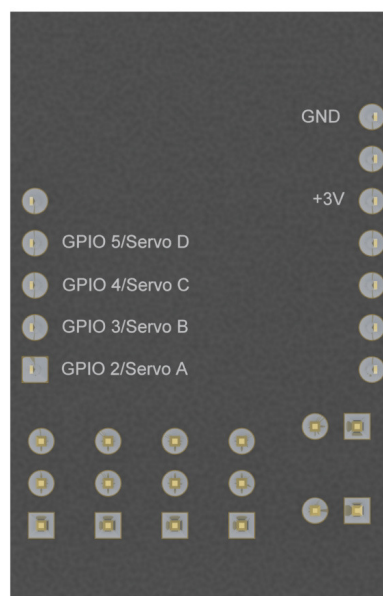 GND
+3V
GPIO 5/Servo D
GPIO 4/Servo C
GPIO 3/Servo B
GPIO 2/Servo A